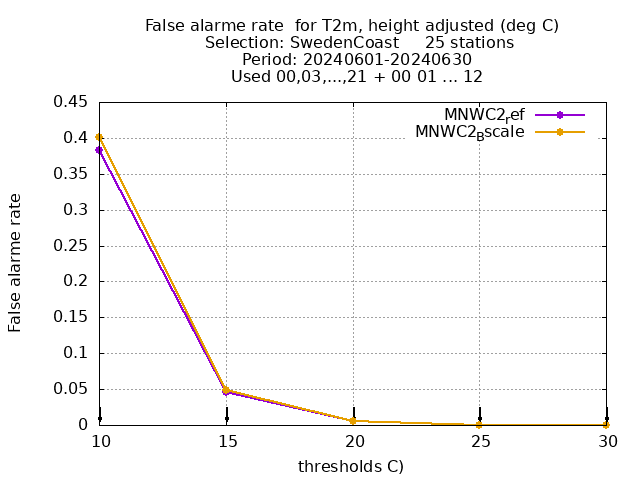 False alarme rate  for T2m, height adjusted (deg C)
Selection: SwedenCoast     25 stations
Period: 20240601-20240630
Used 00,03,...,21 + 00 01 ... 12
MNWC2ref
MNWC2Bscale
0.45
0.4
0.35
0.3
0.25
0.2
0.15
0.1
0.05
0
False alarme rate
10 15 20 25 30
thresholds C)